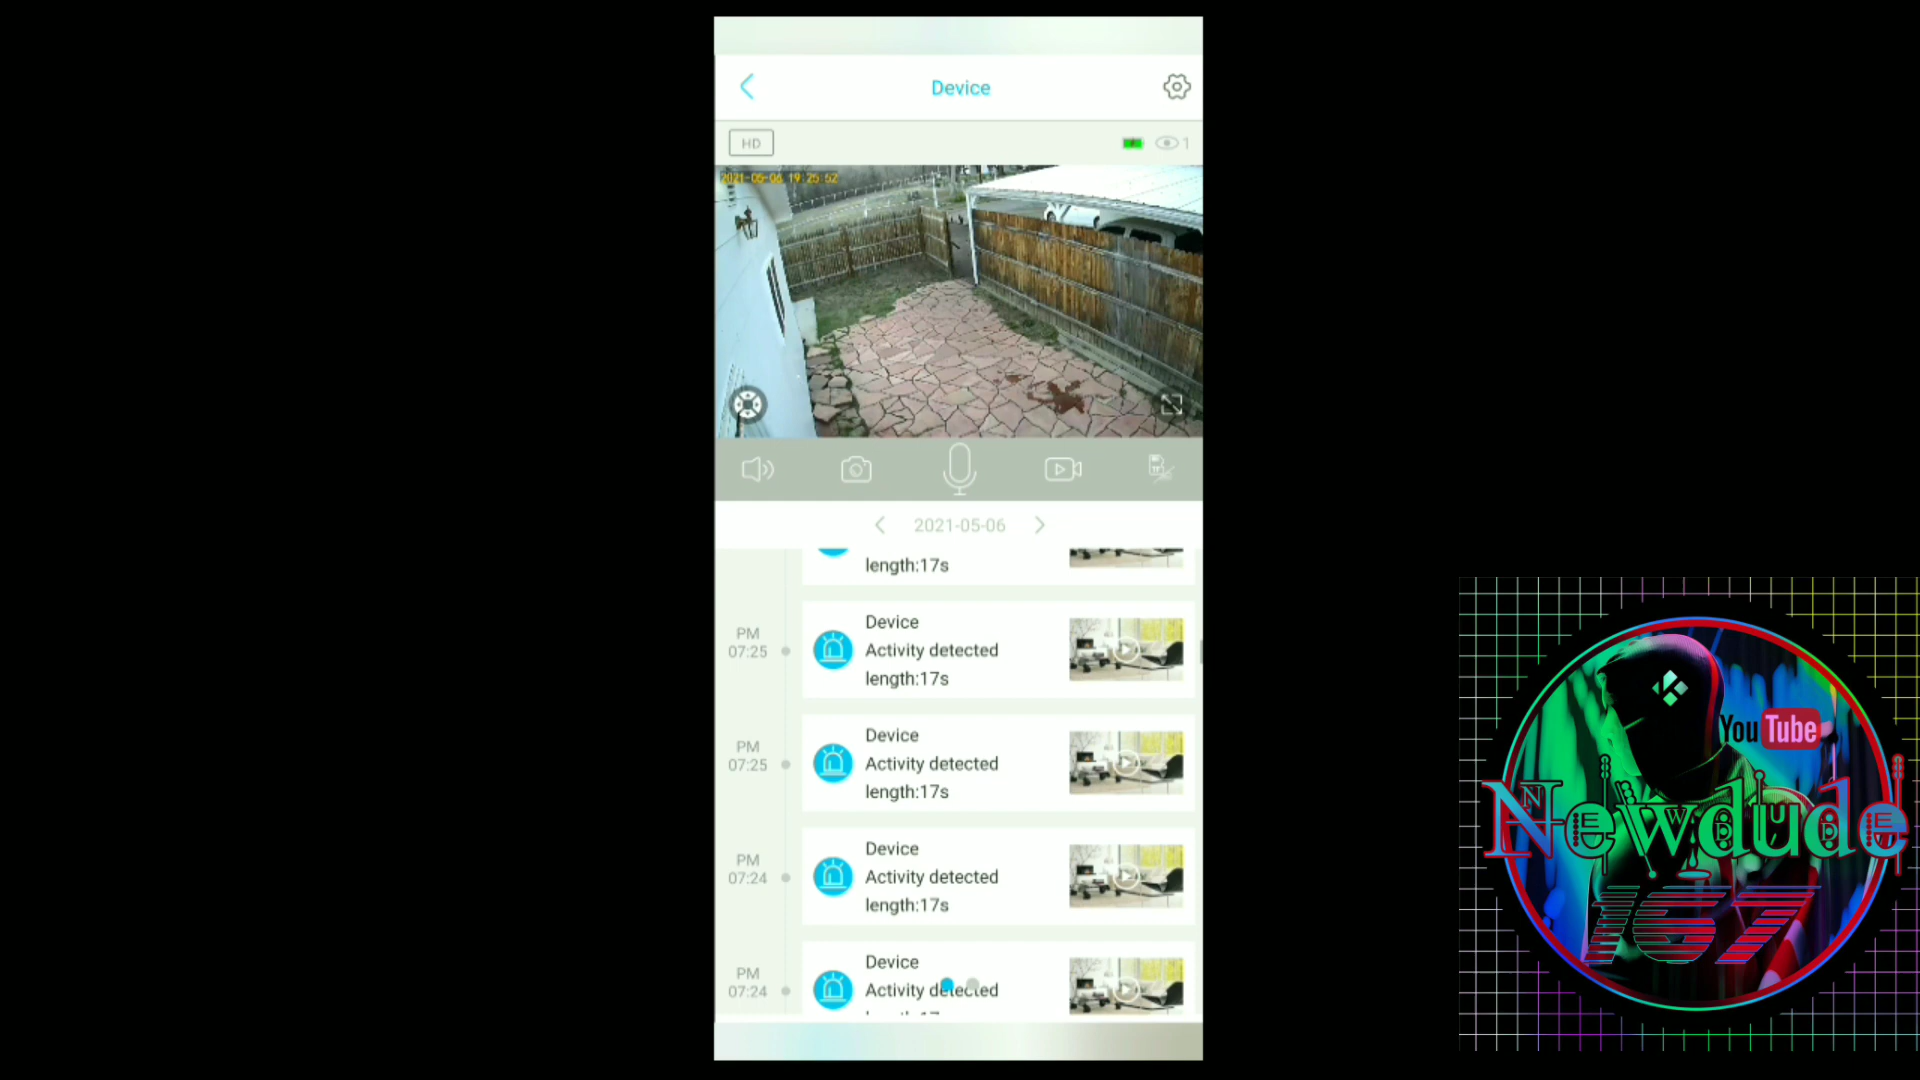 Device
HD
1
2021-05-06 19:25:52
TF
2021-05-06
length:17s
PM
07:25
Device
Activity detected
length:17s
PM
07:25
Device
Activity detected
length:17s
PM
07:24
Device
Activity detected
length:17s
PM
07:24
Device
Activity detected
YouTube
Newdude
167